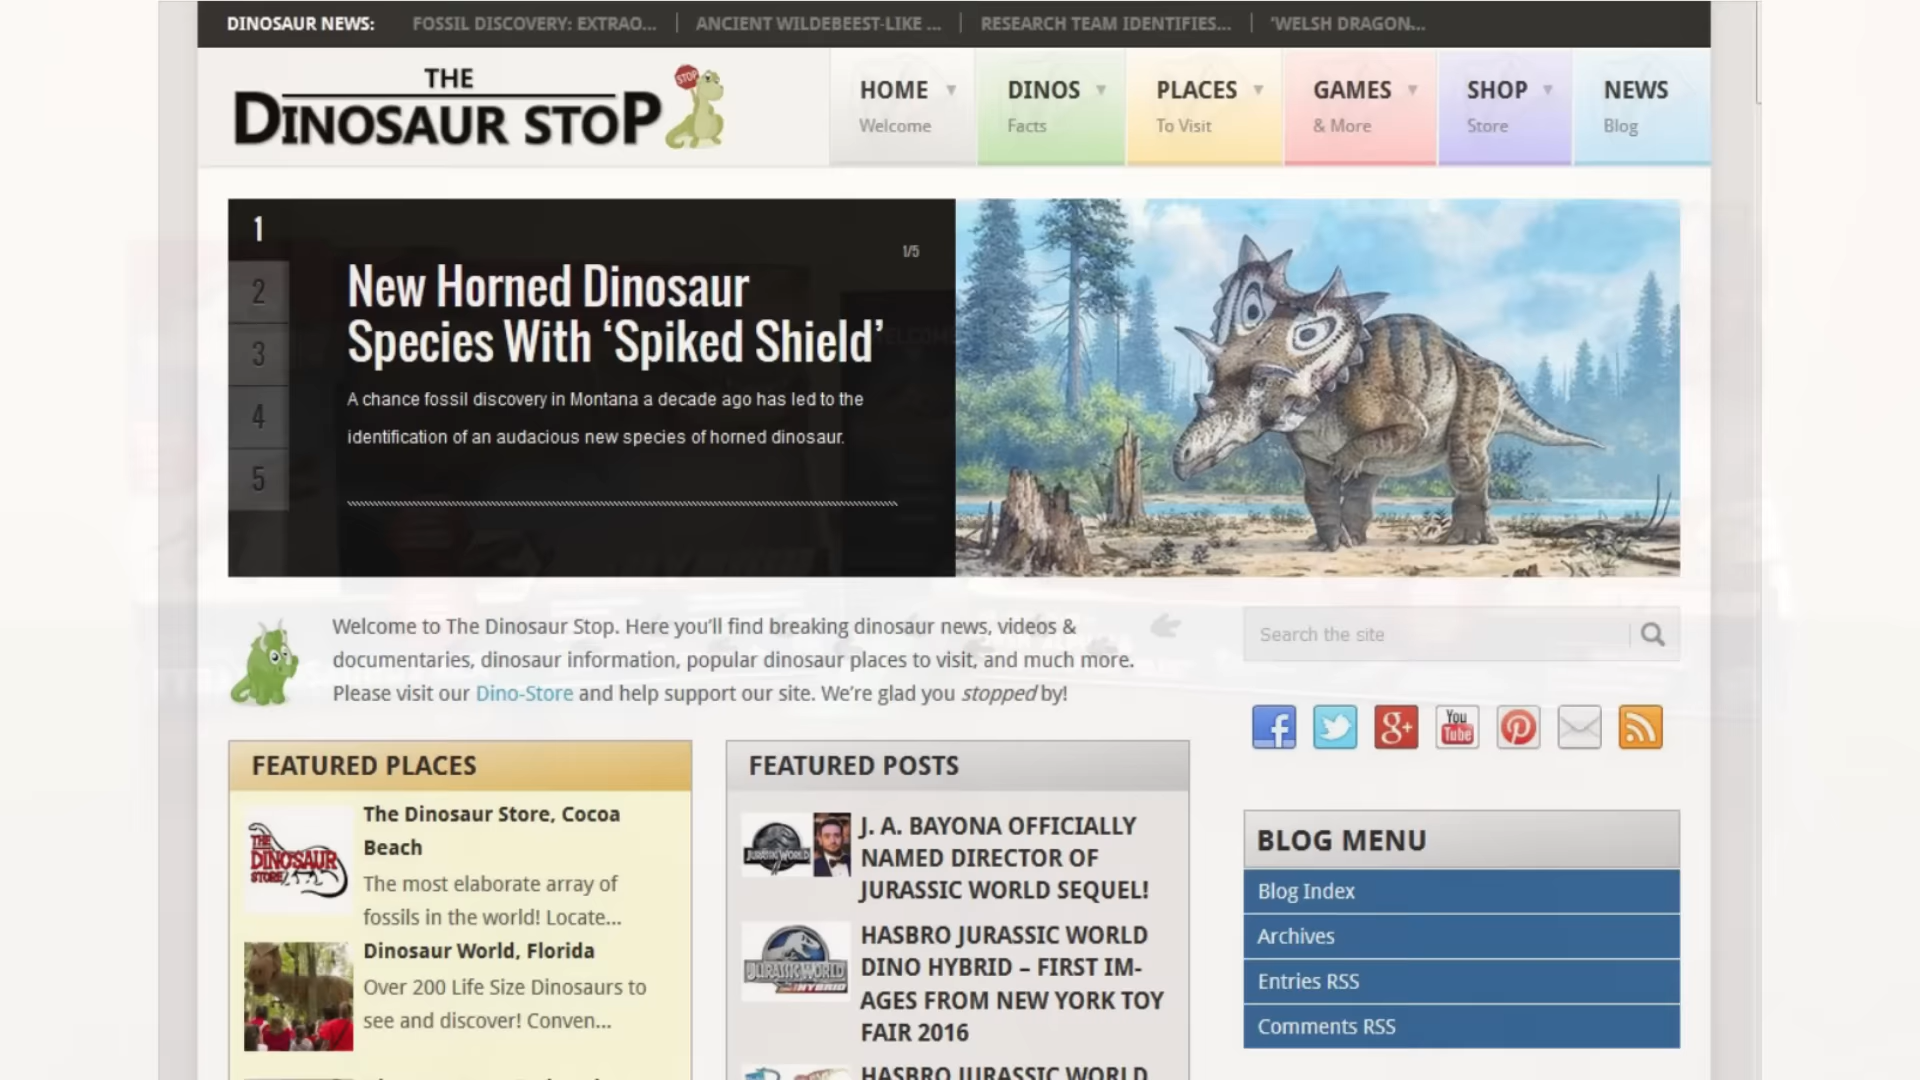 DINOSAUR NEWS: FOSSIL DISCOVERY: EXTRAO... ANCIENT WILDEBEEST-LIKE ... RESEARCH TEAM IDENTIFIES... 'WELSH DRAGON...
THE
DINOSAUR STOP
STOP
HOME DINOS PLACES GAMES SHOP NEWS
Welcome Facts To Visit & More Store Blog
1
2
3
4
5
1/5
New Horned Dinosaur
Species With ‘Spiked Shield’
A chance fossil discovery in Montana a decade ago has led to the
identification of an audacious new species of horned dinosaur.
Welcome to The Dinosaur Stop. Here you’ll find breaking dinosaur news, videos &
documentaries, dinosaur information, popular dinosaur places to visit, and much more.
Please visit our Dino-Store and help support our site. We’re glad you stopped by!
Search the site
You
Tube
FEATURED PLACES
THE
DINOSAUR
STORE
The Dinosaur Store, Cocoa
Beach
The most elaborate array of
fossils in the world! Locate...
Dinosaur World, Florida
Over 200 Life Size Dinosaurs to
see and discover! Conven...
FEATURED POSTS
JURASSIC WORLD
J. A. BAYONA OFFICIALLY
NAMED DIRECTOR OF
JURASSIC WORLD SEQUEL!
JURASSIC WORLD
HYBRID
HASBRO JURASSIC WORLD
DINO HYBRID – FIRST IM-
AGES FROM NEW YORK TOY
FAIR 2016
HASBRO JURASSIC WORLD
BLOG MENU
Blog Index
Archives
Entries RSS
Comments RSS